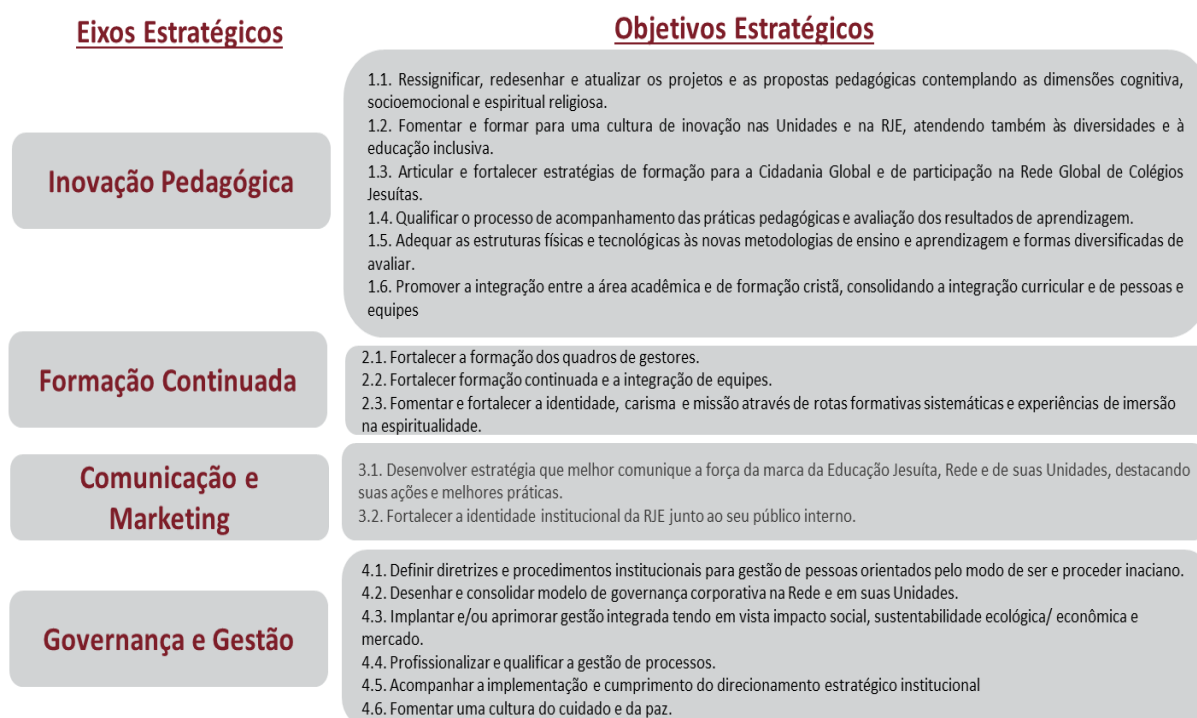 Eixos Estratégicos
Objetivos Estratégicos
Inovação Pedagógica
1.1. Ressignificar, redesenhar e atualizar os projetos e as propostas pedagógicas contemplando as dimensões cognitiva,
socioemocional e espiritual religiosa.
1.2. Fomentar e formar para uma cultura de inovação nas Unidades e na RJE, atendendo também às diversidades e à
educação inclusiva.
1.3. Articular e fortalecer estratégias de formação para a Cidadania Global e de participação na Rede Global de Colégios
Jesuítas.
1.4. Qualificar o processo de acompanhamento das práticas pedagógicas e avaliação dos resultados de aprendizagem.
1.5. Adequar as estruturas físicas e tecnológicas às novas metodologias de ensino e aprendizagem e formas diversificadas de
avaliar.
1.6. Promover a integração entre a área acadêmica e de formação cristã, consolidando a integração curricular e de pessoas e
equipes
Formação Continuada
2.1. Fortalecer a formação dos quadros de gestores.
2.2. Fortalecer formação continuada e a integração de equipes.
2.3. Fomentar e fortalecer a identidade, carisma e missão através de rotas formativas sistemáticas e experiências de imersão
na espiritualidade.
Comunicação e
Marketing
3.1. Desenvolver estratégia que melhor comunique a força da marca da Educação Jesuíta, Rede e de suas Unidades, destacando
suas ações e melhores práticas.
3.2. Fortalecer a identidade institucional da RJE junto ao seu público interno.
Governança e Gestão
4.1. Definir diretrizes e procedimentos institucionais para gestão de pessoas orientados pelo modo de ser e proceder inaciano.
4.2. Desenhar e consolidar modelo de governança corporativa na Rede e em suas Unidades.
4.3. Implantar e/ou aprimorar gestão integrada tendo em vista impacto social, sustentabilidade ecológica/ econômica e
mercado.
4.4. Profissionalizar e qualificar a gestão de processos.
4.5. Acompanhar a implementação e cumprimento do direcionamento estratégico institucional
4.6. Fomentar uma cultura do cuidado e da paz.